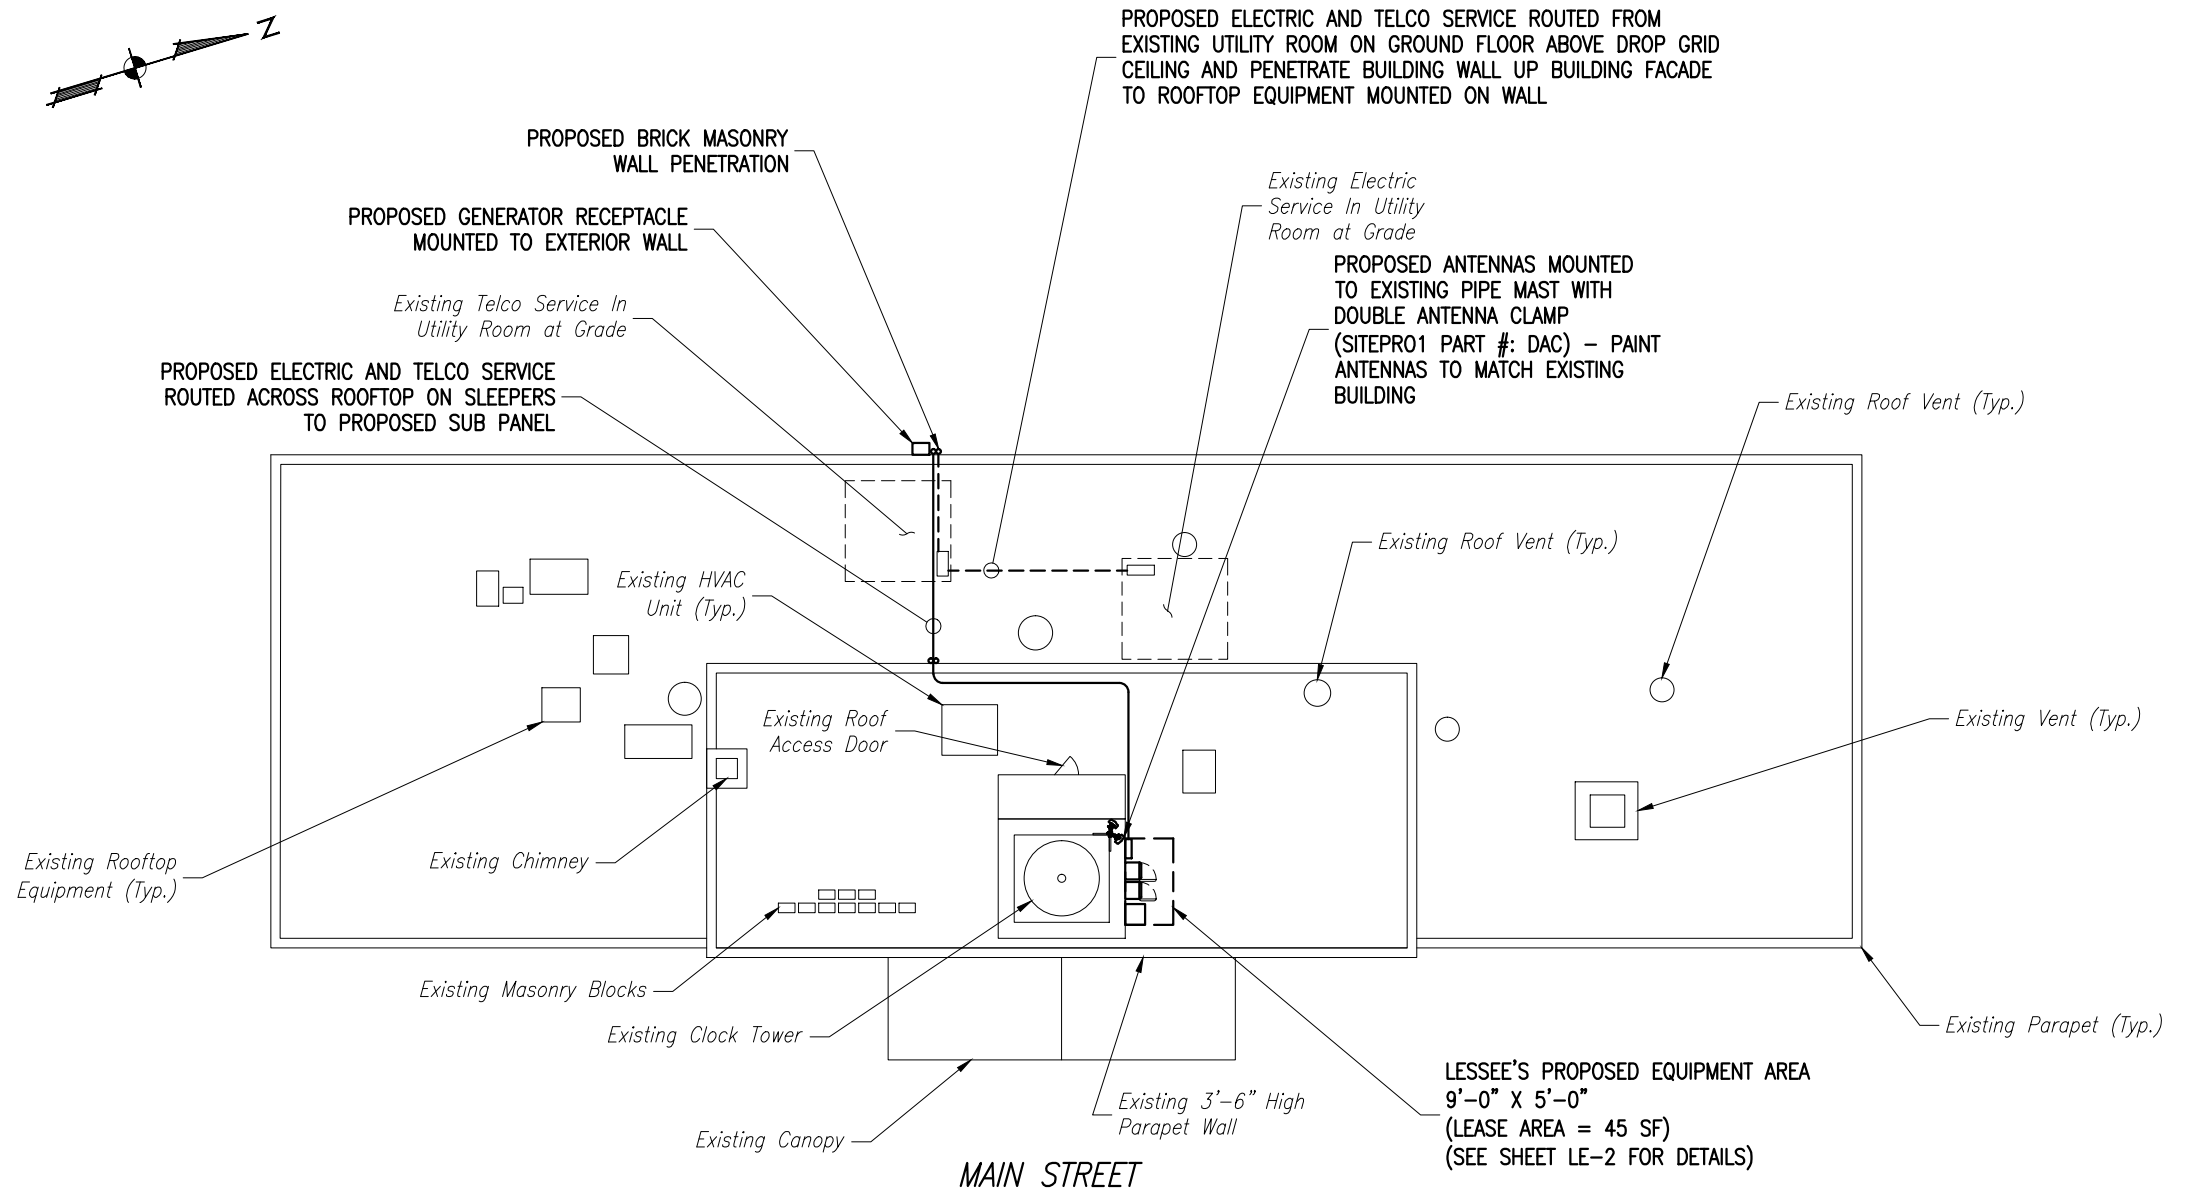 N
PROPOSED ELECTRIC AND TELCO SERVICE ROUTED FROM
EXISTING UTILITY ROOM ON GROUND FLOOR ABOVE DROP GRID
CEILING AND PENETRATE BUILDING WALL UP BUILDING FACADE
TO ROOFTOP EQUIPMENT MOUNTED ON WALL
PROPOSED BRICK MASONRY
WALL PENETRATION
Existing Electric
Service In Utility
Room at Grade
PROPOSED GENERATOR RECEPTACLE
MOUNTED TO EXTERIOR WALL
PROPOSED ANTENNAS MOUNTED
TO EXISTING PIPE MAST WITH
DOUBLE ANTENNA CLAMP
(SITEPRO1 PART #: DAC) – PAINT
ANTENNAS TO MATCH EXISTING
BUILDING
Existing Telco Service In
Utility Room at Grade
PROPOSED ELECTRIC AND TELCO SERVICE
ROUTED ACROSS ROOFTOP ON SLEEPERS
TO PROPOSED SUB PANEL
Existing Roof Vent (Typ.)
Existing Roof Vent (Typ.)
Existing HVAC
Unit (Typ.)
Existing Roof
Access Door
Existing Vent (Typ.)
Existing Rooftop
Equipment (Typ.)
Existing Chimney
Existing Masonry Blocks
Existing Clock Tower
Existing Parapet (Typ.)
Existing 3'–6" High
Parapet Wall
Existing Canopy
LESSEE'S PROPOSED EQUIPMENT AREA
9'–0" X 5'–0"
(LEASE AREA = 45 SF)
(SEE SHEET LE–2 FOR DETAILS)
MAIN STREET